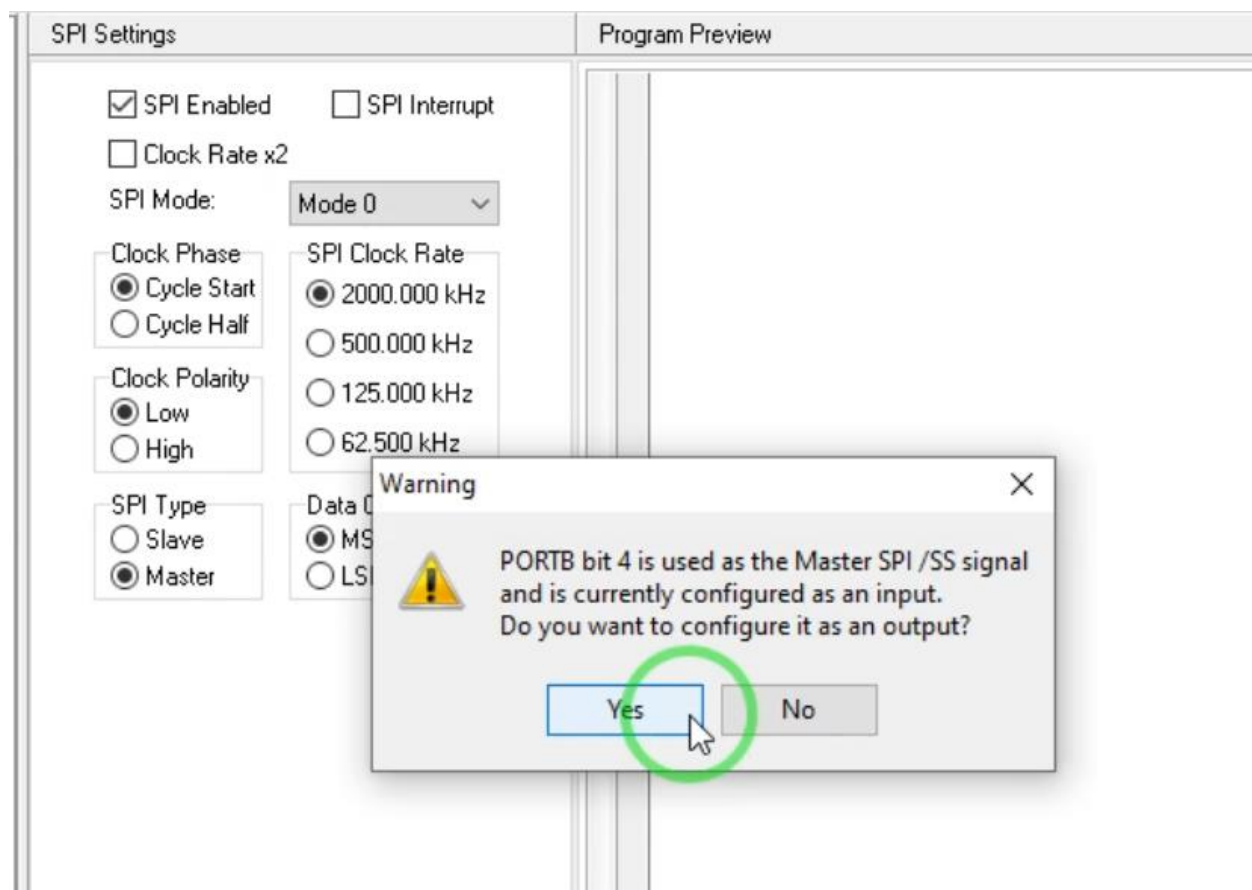 SPI Settings
Program Preview
SPI Enabled
SPI Interrupt
Clock Rate x2
SPI Mode:
Mode 0
Clock Phase
Cycle Start
Cycle Half
SPI Clock Rate
2000.000 kHz
500.000 kHz
125.000 kHz
62.500 kHz
Clock Polarity
Low
High
SPI Type
Slave
Master
Data
MS
LS
Warning
PORTB bit 4 is used as the Master SPI /SS signal
and is currently configured as an input.
Do you want to configure it as an output?
Yes
No